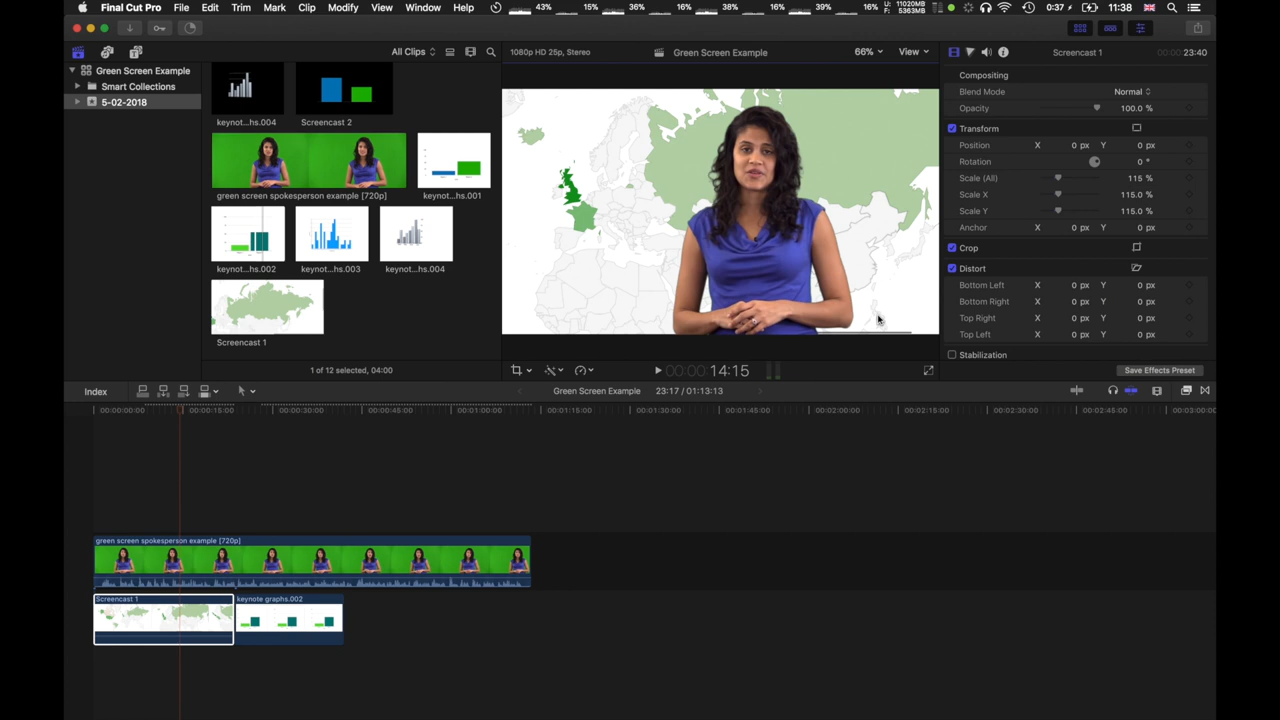 Final Cut Pro File Edit Trim Mark Clip Modify View Window Help 43% 15% 36% 16% 38% 16% 39% 16% U: 11020MB F: 5363MB 0:37 11:38
All Clips 1080p HD 25p, Stereo Green Screen Example 66% View Screencast 1 00:00:23:40
Green Screen Example
Smart Collections
5-02-2018
keynot...hs.004 Screencast 2
green screen spokesperson example [720p] keynot...hs.001
keynot...hs.002 keynot...hs.003 keynot...hs.004
Screencast 1
1 of 12 selected, 04:00
00:00:00 14:15
Compositing
Blend Mode Normal
Opacity 100.0 %
Transform
Position X 0 px Y 0 px
Rotation 0 °
Scale (All) 115 %
Scale X 115.0 %
Scale Y 115.0 %
Anchor X 0 px Y 0 px
Crop
Distort
Bottom Left X 0 px Y 0 px
Bottom Right X 0 px Y 0 px
Top Right X 0 px Y 0 px
Top Left X 0 px Y 0 px
Stabilization
Save Effects Preset
Index Green Screen Example 23:17 / 01:13:13
00:00:00:00 00:00:15:00 00:00:30:00 00:00:45:00 00:01:00:00 00:01:15:00 00:01:30:00 00:01:45:00 00:02:00:00 00:02:15:00 00:02:30:00 00:02:45:00 00:03:00:00
green screen spokesperson example [720p]
Screencast 1 keynote graphs.002